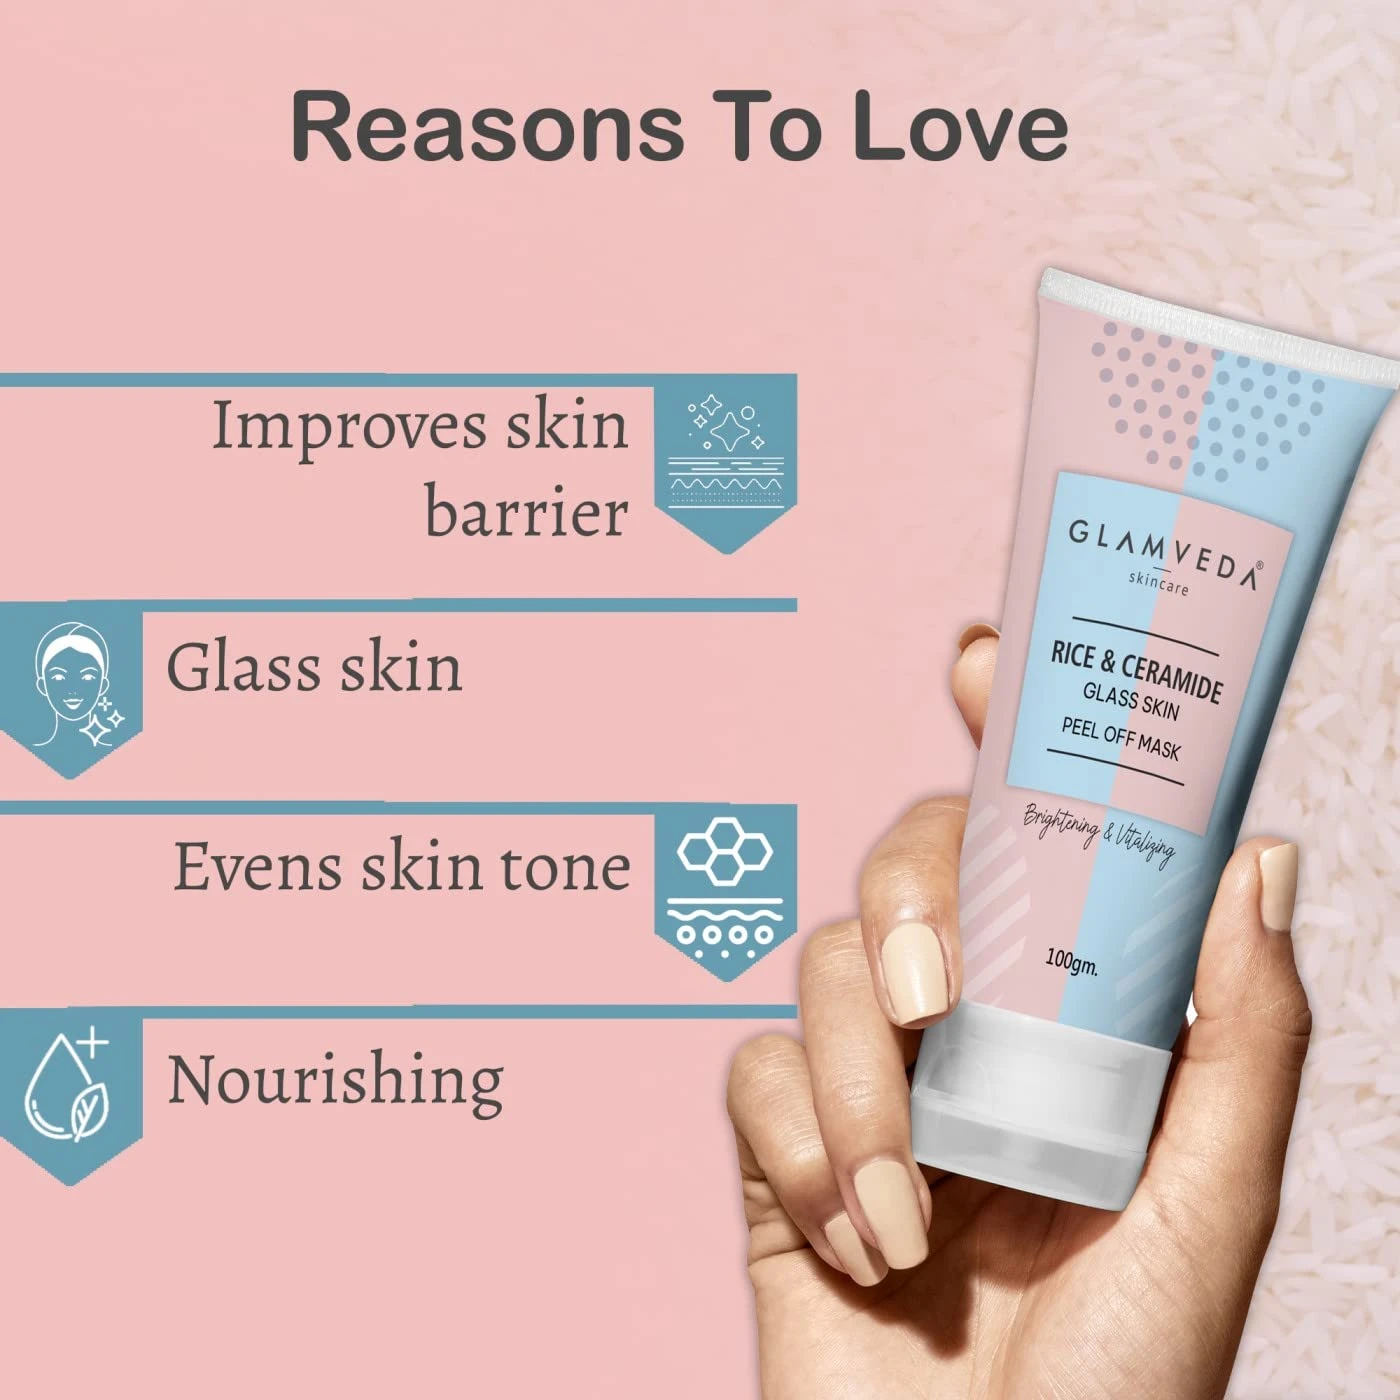 Reasons To Love
Improves skin
barrier
Glass skin
Evens skin tone
Nourishing
GLAMVEDA®
skincare
RICE & CERAMIDE
GLASS SKIN
PEEL OFF MASK
Brightening & Vitalizing
100gm.